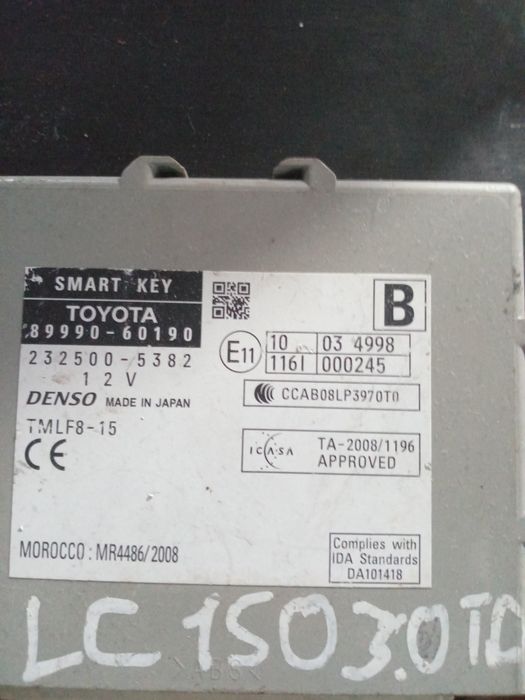 SMART KEY
TOYOTA
89990-60190
232500-5382
12V
DENSO MADE IN JAPAN
TMLF8-15
CE
B
E11
10 03 4998
116I 000245
CCAB08LP3970T0
ICASA TA-2008/1196
APPROVED
MOROCCO : MR4486/2008
Complies with
IDA Standards
DA101418
LC 150 3.0TD
>ABS<